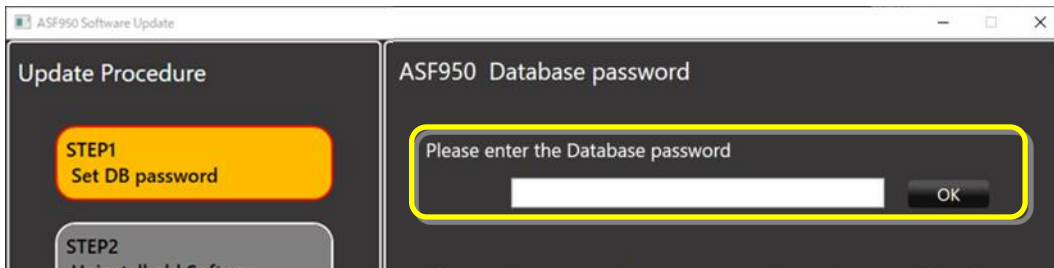 ASF950 Software Update
Update Procedure
ASF950 Database password
STEP1
Set DB password
Please enter the Database password
OK
STEP2